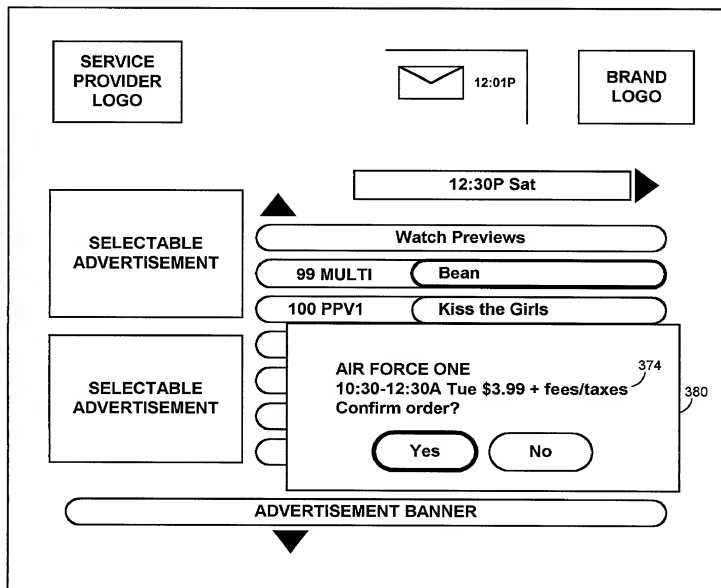 SERVICE
PROVIDER
LOGO
12:01P
BRAND
LOGO
12:30P Sat
SELECTABLE
ADVERTISEMENT
Watch Previews
99 MULTI Bean
100 PPV1 Kiss the Girls
SELECTABLE
ADVERTISEMENT
AIR FORCE ONE
10:30-12:30A Tue $3.99 + fees/taxes 374
Confirm order?
380
Yes No
ADVERTISEMENT BANNER